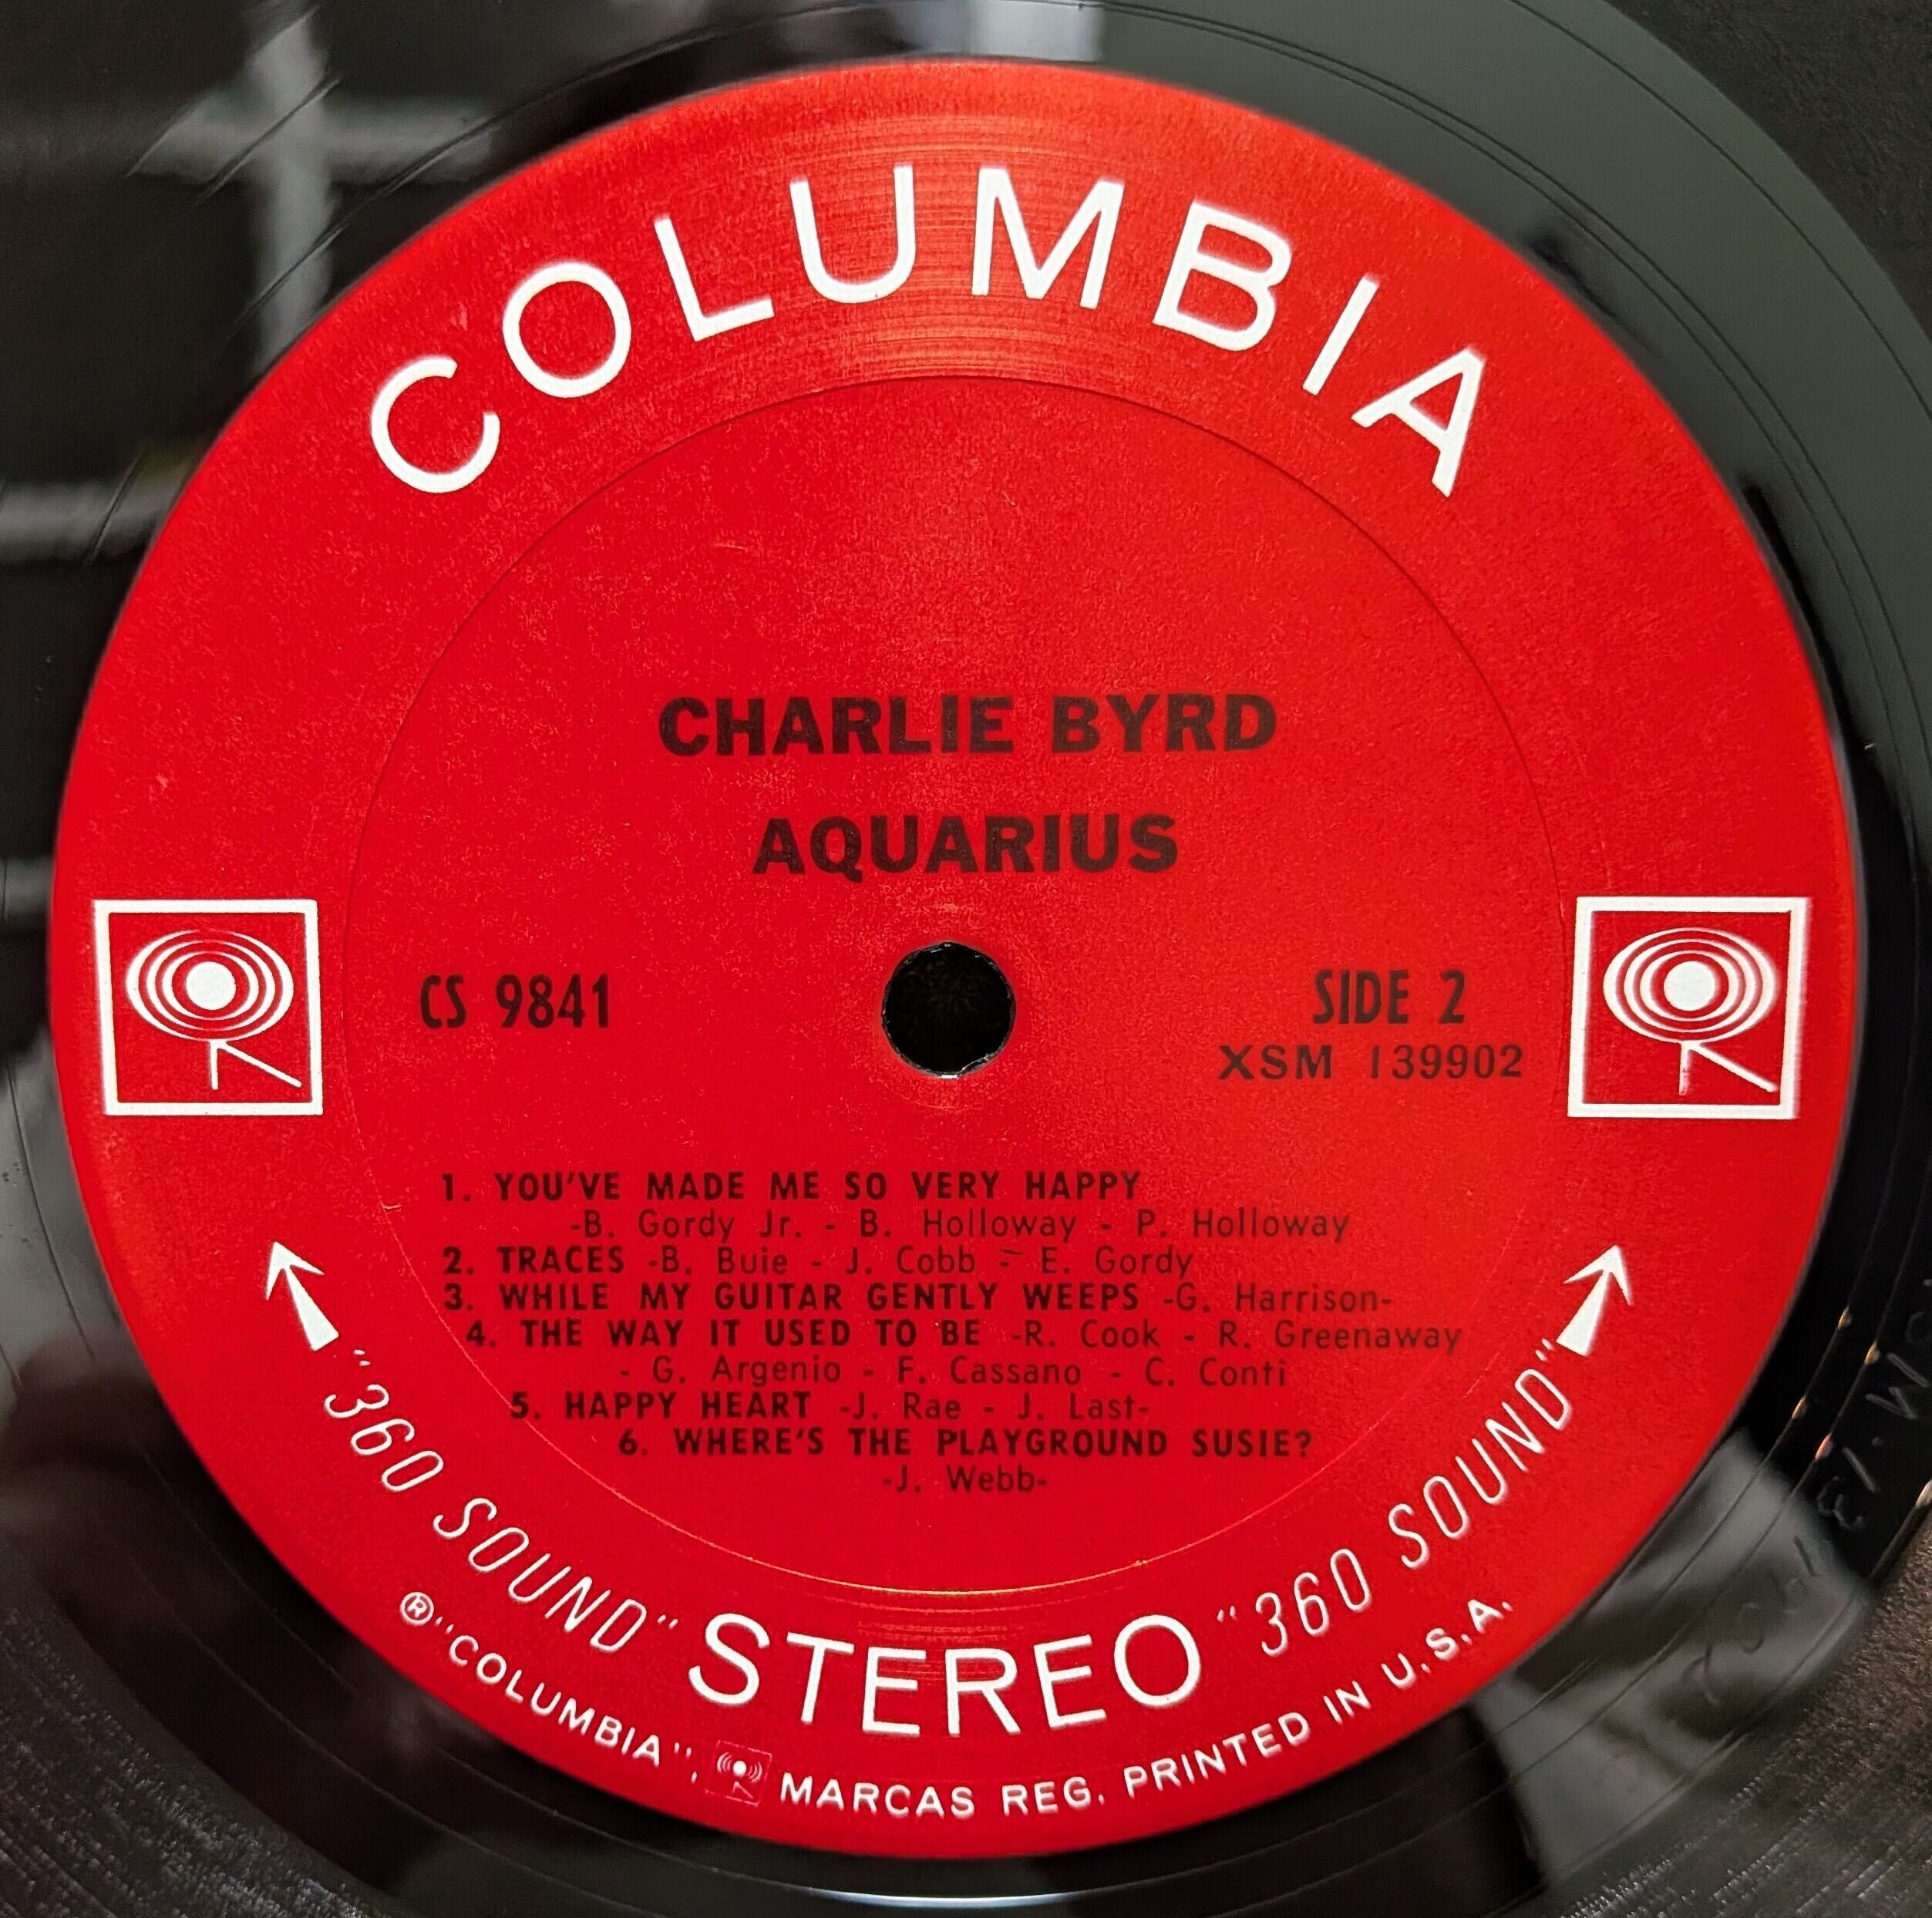 COLUMBIA
CHARLIE BYRD
AQUARIUS
CS 9841
SIDE 2
XSM 139902
1. YOU'VE MADE ME SO VERY HAPPY
-B. Gordy Jr. - B. Holloway - P. Holloway
2. TRACES -B. Buie - J. Cobb - E. Gordy
3. WHILE MY GUITAR GENTLY WEEPS -G. Harrison-
4. THE WAY IT USED TO BE -R. Cook - R. Greenaway
- G. Argenio - F. Cassano - C. Conti
5. HAPPY HEART -J. Rae - J. Last-
6. WHERE'S THE PLAYGROUND SUSIE?
-J. Webb-
"360 SOUND" STEREO "360 SOUND"
® "COLUMBIA", MARCAS REG. PRINTED IN U.S.A.